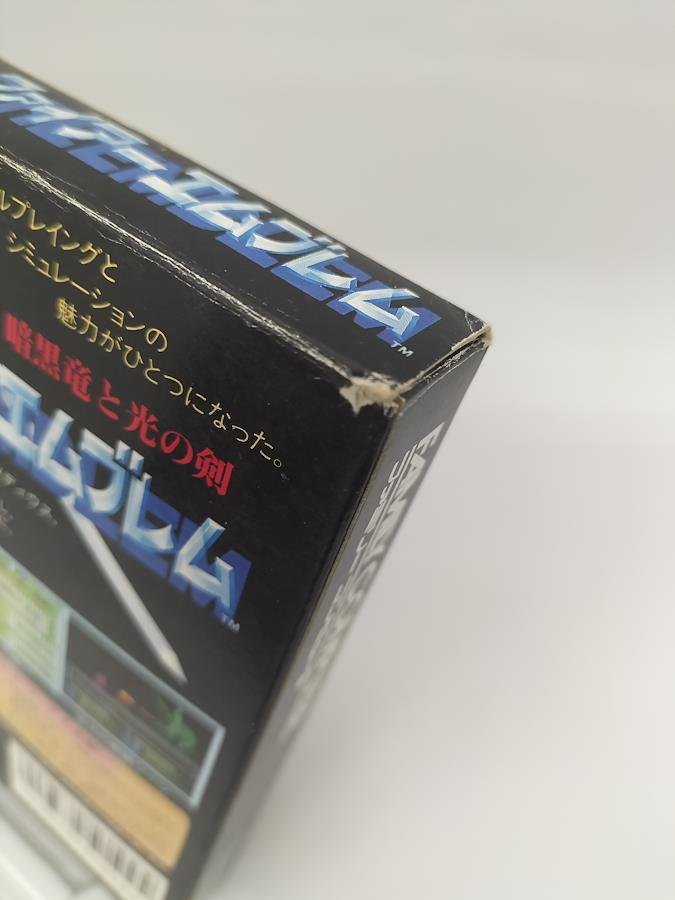 ファイアーエムブレム
TM
ルプレイングと
シミュレーションの
魅力がひとつになった。
暗黒竜と光の剣
エムブレム
TM